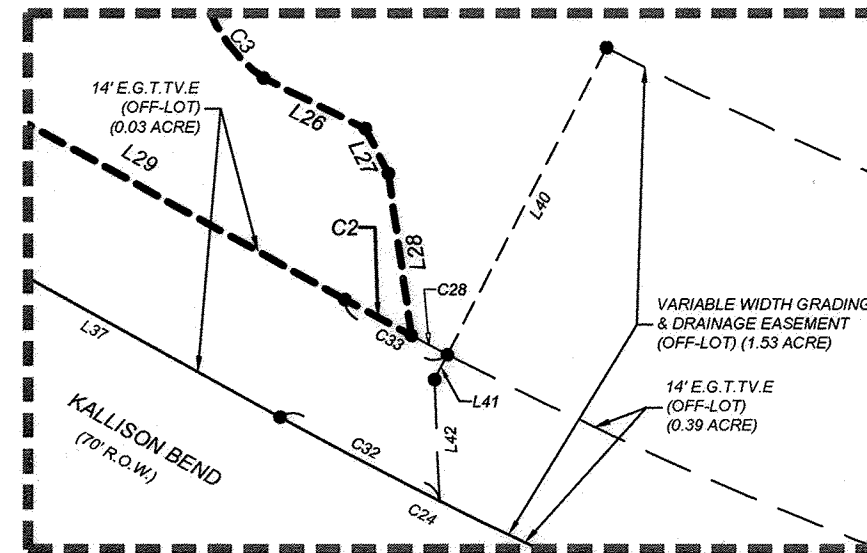 C3
14' E.G.T.TV.E
(OFF-LOT)
(0.03 ACRE)
L26
L29
L27
L40
C2
L28
C28
VARIABLE WIDTH GRADING
& DRAINAGE EASEMENT
(OFF-LOT) (1.53 ACRE)
L37
C33
L41
14' E.G.T.TV.E
(OFF-LOT)
(0.39 ACRE)
KALLISON BEND
(70' R.O.W.)
L42
C32
C24